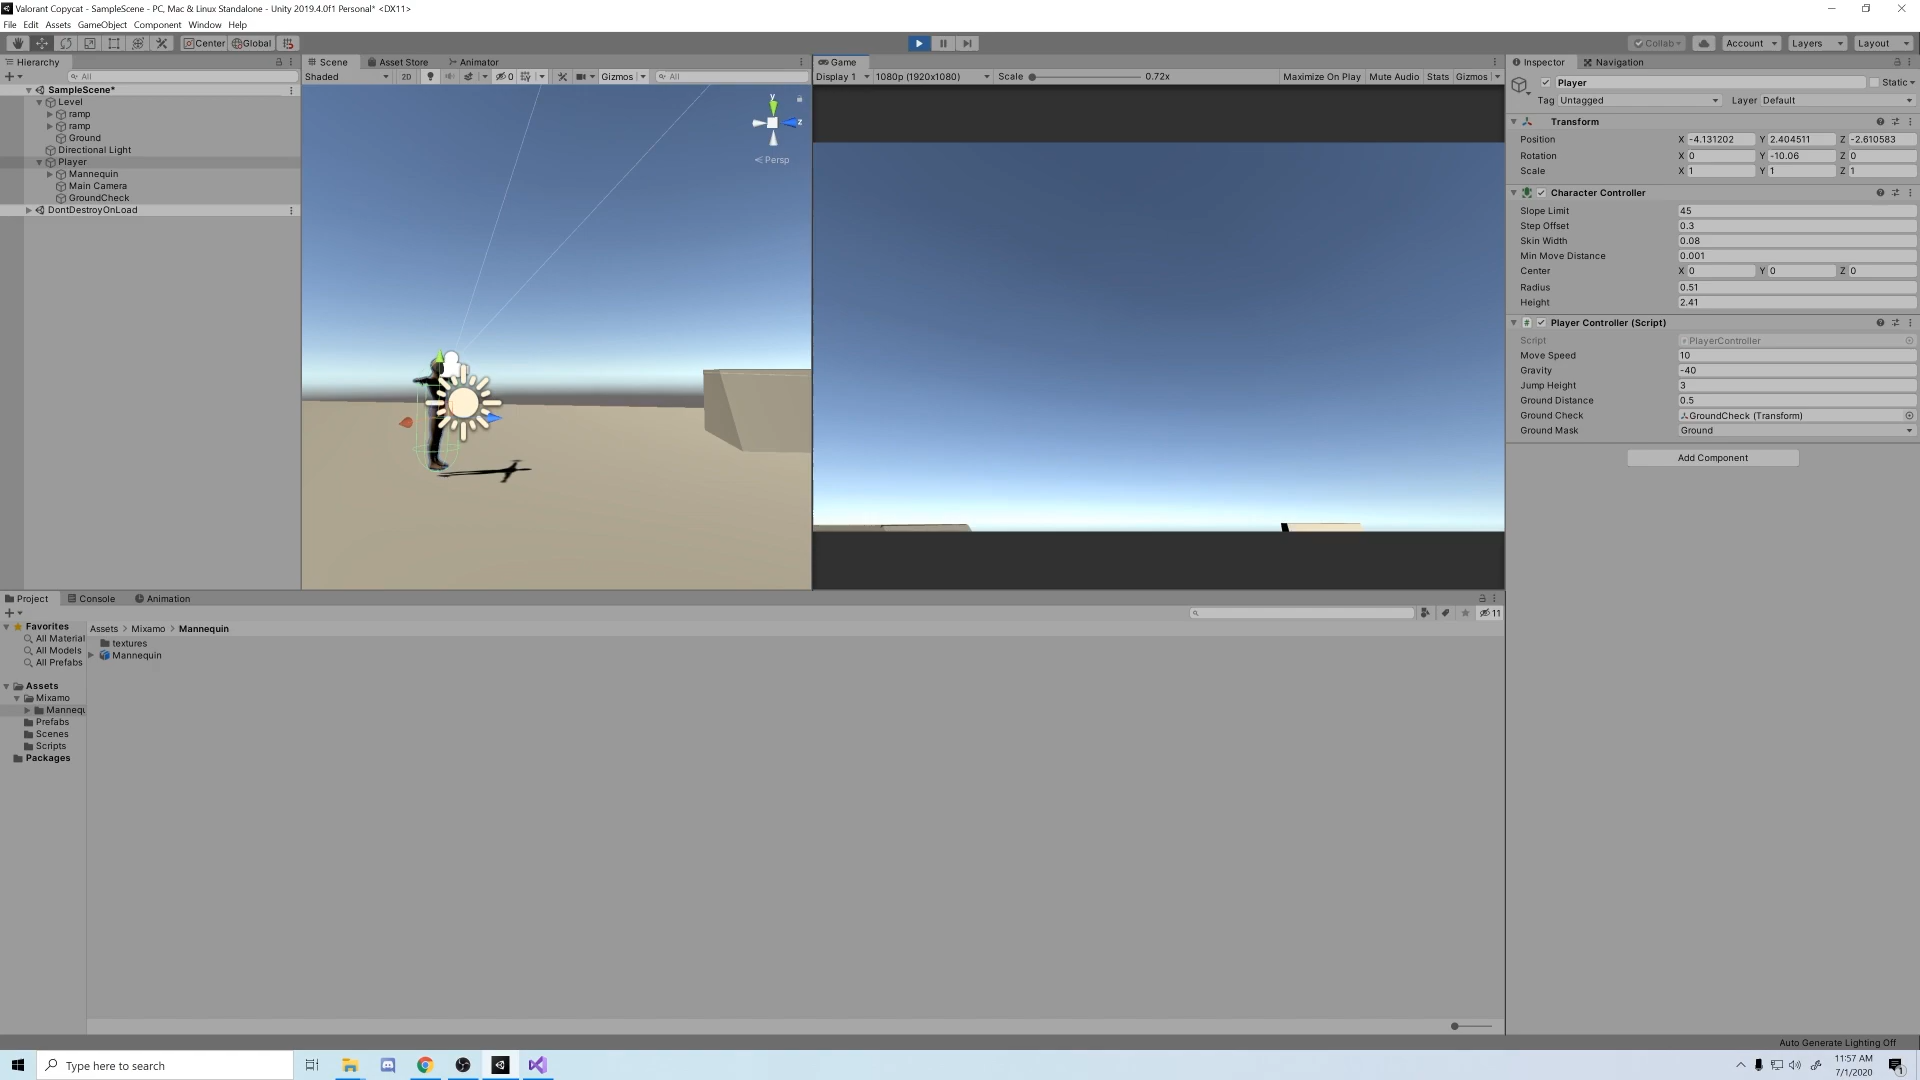 Valorant Copycat - SampleScene - PC, Mac & Linux Standalone - Unity 2019.4.0f1 Personal* <DX11>
File Edit Assets GameObject Component Window Help
Center Global Collab Account Layers Layout
Hierarchy
All
SampleScene*
Level
ramp
ramp
Ground
Directional Light
Player
Mannequin
Main Camera
GroundCheck
DontDestroyOnLoad
Scene Asset Store Animator
Shaded 2D 0 Gizmos All
y
z
Persp
Game
Display 1 1080p (1920x1080) Scale 0.72x Maximize On Play Mute Audio Stats Gizmos
Inspector Navigation
Player Static
Tag Untagged Layer Default
Transform
Position X -4.131202 Y 2.404511 Z -2.610583
Rotation X 0 Y -10.06 Z 0
Scale X 1 Y 1 Z 1
Character Controller
Slope Limit 45
Step Offset 0.3
Skin Width 0.08
Min Move Distance 0.001
Center X 0 Y 0 Z 0
Radius 0.51
Height 2.41
# Player Controller (Script)
Script PlayerController
Move Speed 10
Gravity -40
Jump Height 3
Ground Distance 0.5
Ground Check GroundCheck (Transform)
Ground Mask Ground
Add Component
Project Console Animation
11
Favorites
All Material
All Models
All Prefabs
Assets
Mixamo
Mannequ
Prefabs
Scenes
Scripts
Packages
Assets > Mixamo > Mannequin
textures
Mannequin
Auto Generate Lighting Off
Type here to search
11:57 AM
7/1/2020
1